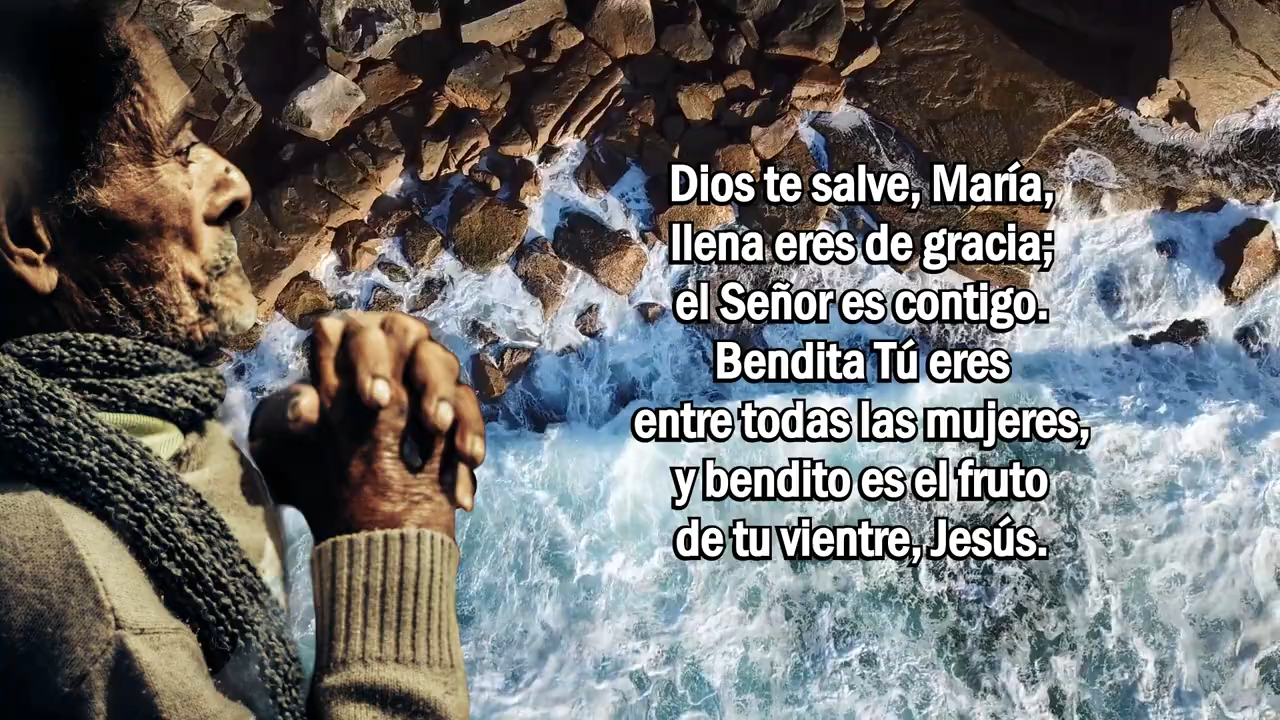 Dios te salve, María,
llena eres de gracia;
el Señor es contigo.
Bendita Tú eres
entre todas las mujeres,
y bendito es el fruto
de tu vientre, Jesús.